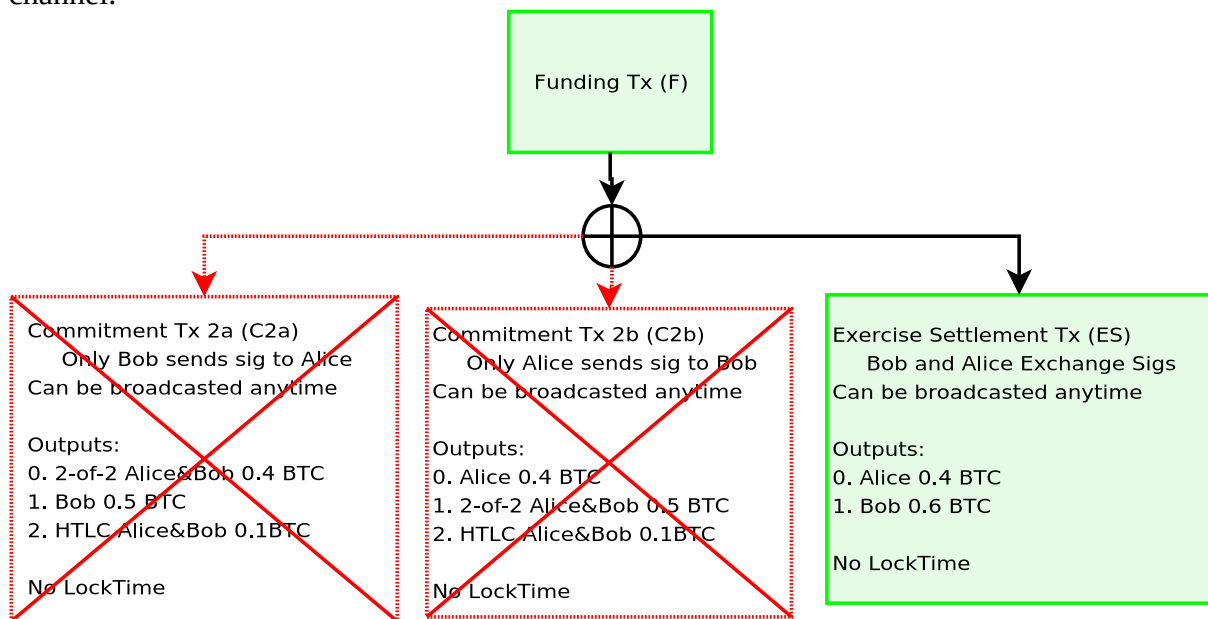 channel.
Funding Tx (F)
Commitment Tx 2a (C2a)
Only Bob sends sig to Alice
Can be broadcasted anytime
Outputs:
0. 2-of-2 Alice&Bob 0.4 BTC
1. Bob 0.5 BTC
2. HTLC Alice&Bob 0.1BTC
No LockTime
Commitment Tx 2b (C2b)
Only Alice sends sig to Bob
Can be broadcasted anytime
Outputs:
0. Alice 0.4 BTC
1. 2-of-2 Alice&Bob 0.5 BTC
2. HTLC Alice&Bob 0.1BTC
No LockTime
Exercise Settlement Tx (ES)
Bob and Alice Exchange Sigs
Can be broadcasted anytime
Outputs:
0. Alice 0.4 BTC
1. Bob 0.6 BTC
No LockTime